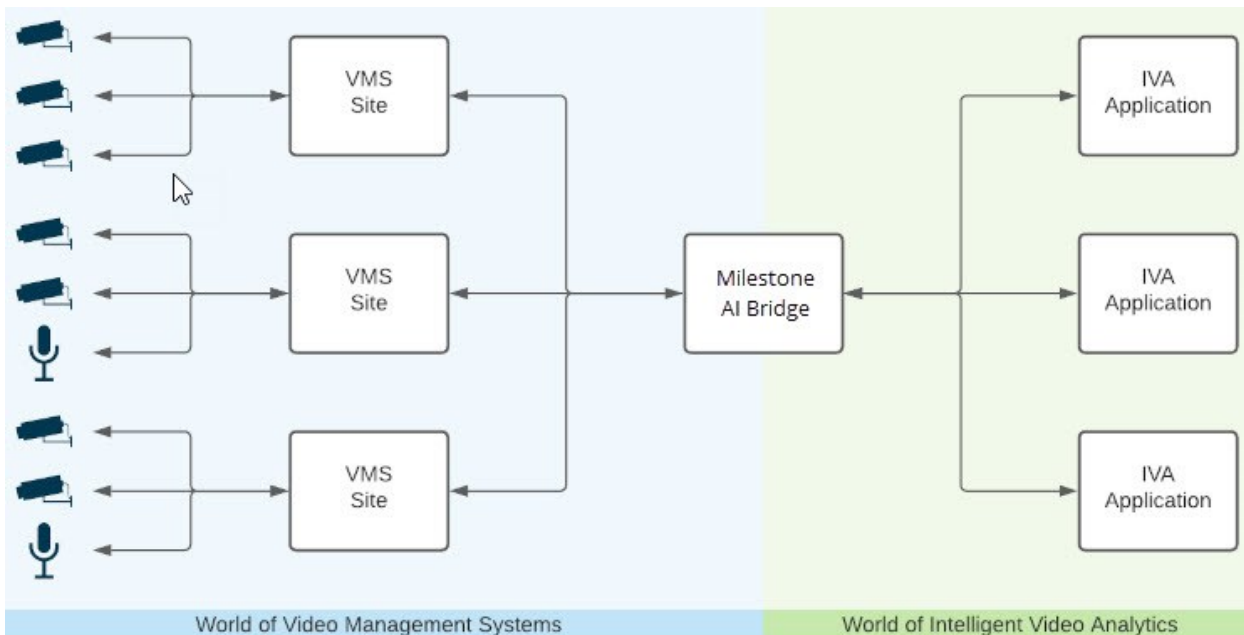 VMS
Site
IVA
Application
VMS
Site
Milestone
AI Bridge
IVA
Application
VMS
Site
IVA
Application
World of Video Management Systems
World of Intelligent Video Analytics